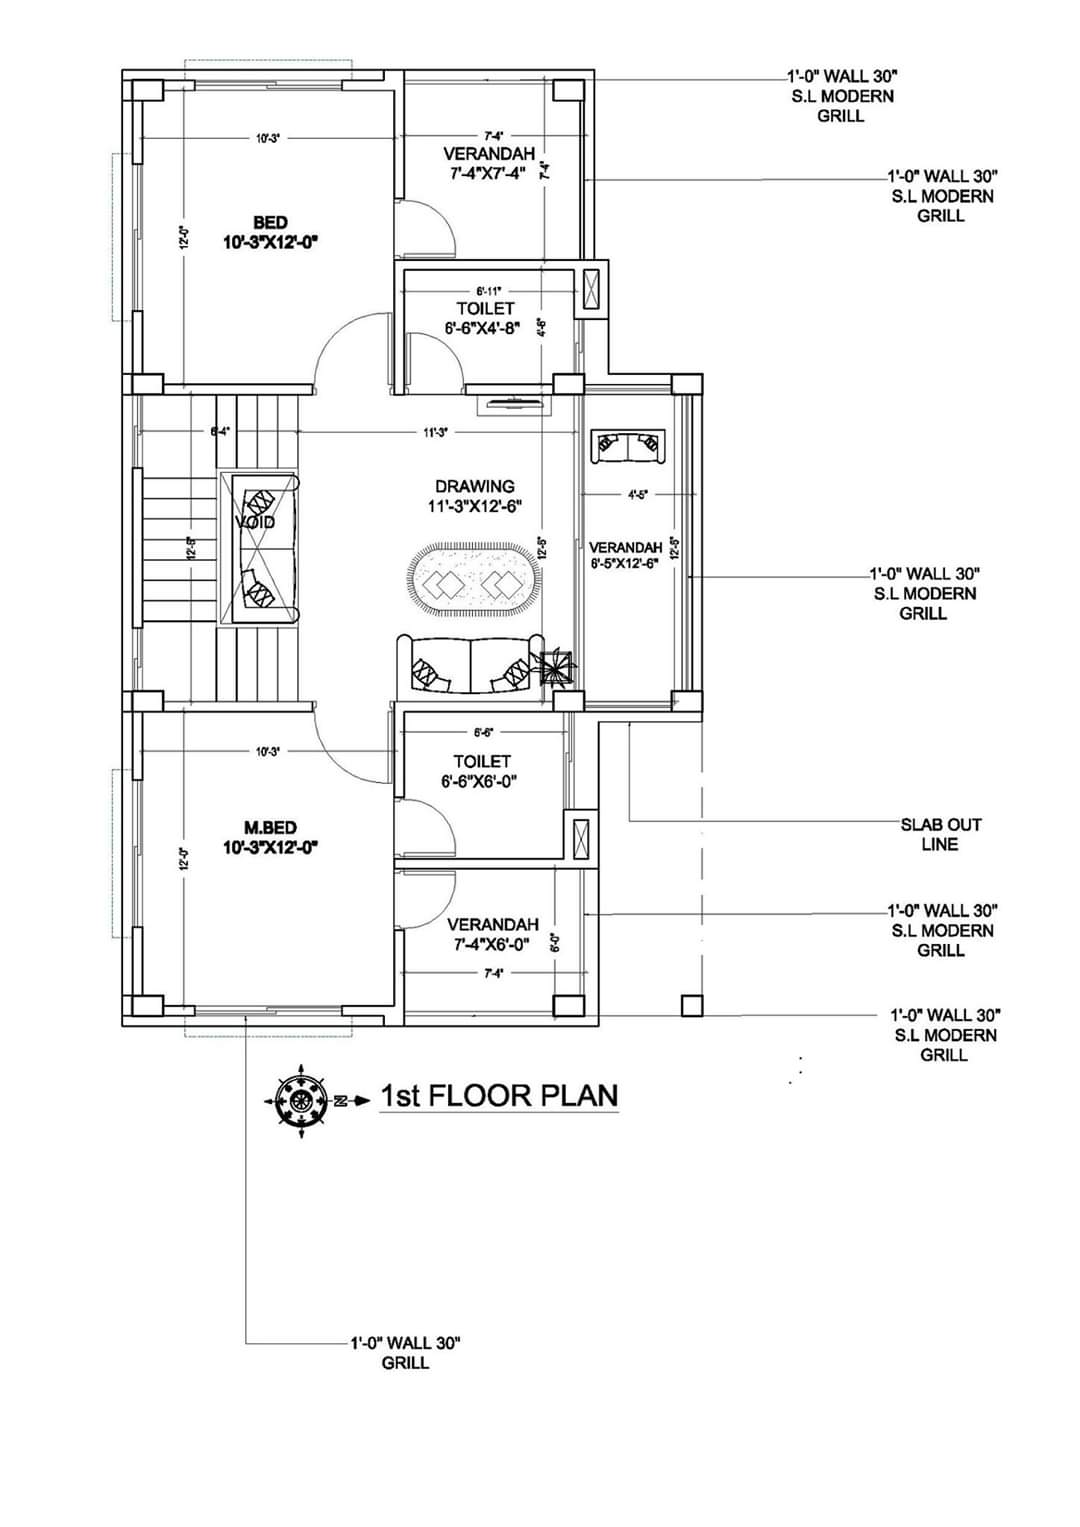 1'-0" WALL 30"
S.L MODERN
GRILL
10'-3"
7'-4"
VERANDAH
7'-4"X7'-4"
7'-4"
1'-0" WALL 30"
S.L MODERN
GRILL
BED
10'-3"X12'-0"
12'-0"
6'-11"
TOILET
6'-6"X4'-8"
4'-8"
6'-4"
11'-3"
DRAWING
11'-3"X12'-6"
4'-5"
VOID
12'-6"
12'-6"
VERANDAH
6'-5"X12'-6"
12'-6"
1'-0" WALL 30"
S.L MODERN
GRILL
10'-3"
6'-6"
TOILET
6'-6"X6'-0"
M.BED
10'-3"X12'-0"
12'-0"
SLAB OUT
LINE
VERANDAH
7'-4"X6'-0"
6'-0"
7'-4"
1'-0" WALL 30"
S.L MODERN
GRILL
1'-0" WALL 30"
S.L MODERN
GRILL
N
1st FLOOR PLAN
1'-0" WALL 30"
GRILL